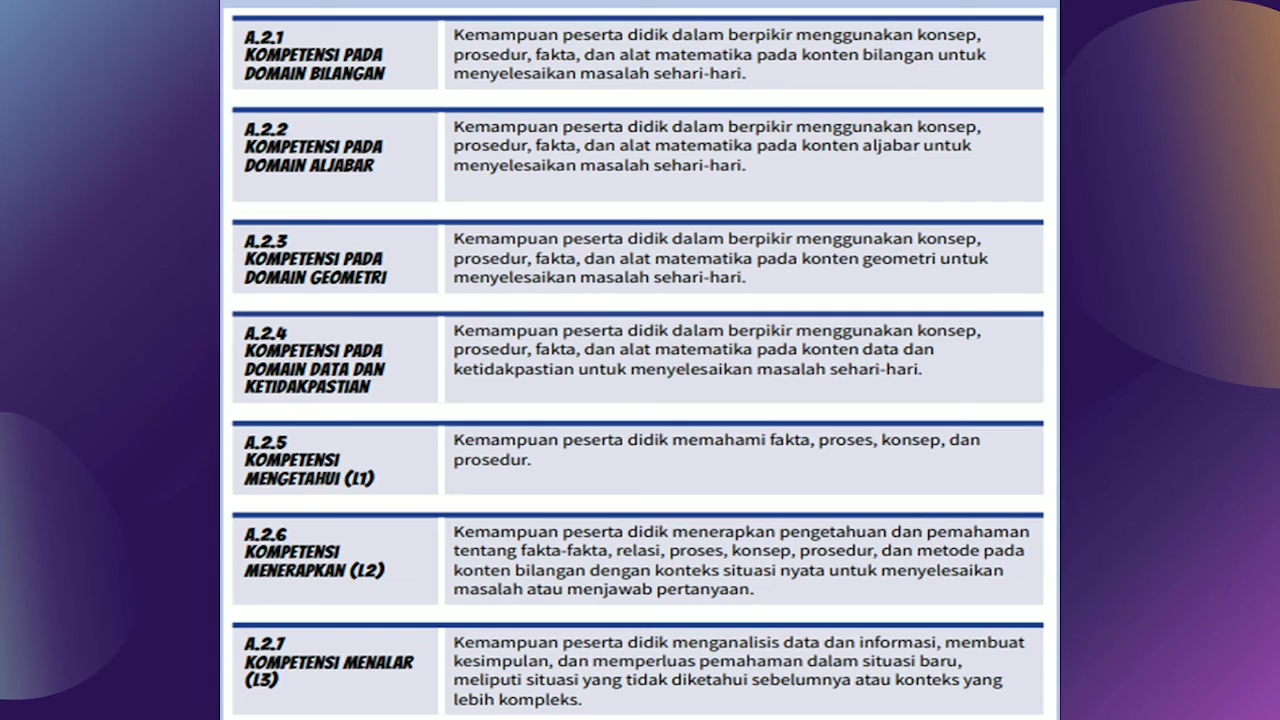 A.2.1
KOMPETENSI PADA
DOMAIN BILANGAN
Kemampuan peserta didik dalam berpikir menggunakan konsep,
prosedur, fakta, dan alat matematika pada konten bilangan untuk
menyelesaikan masalah sehari-hari.
A.2.2
KOMPETENSI PADA
DOMAIN ALJABAR
Kemampuan peserta didik dalam berpikir menggunakan konsep,
prosedur, fakta, dan alat matematika pada konten aljabar untuk
menyelesaikan masalah sehari-hari.
A.2.3
KOMPETENSI PADA
DOMAIN GEOMETRI
Kemampuan peserta didik dalam berpikir menggunakan konsep,
prosedur, fakta, dan alat matematika pada konten geometri untuk
menyelesaikan masalah sehari-hari.
A.2.4
KOMPETENSI PADA
DOMAIN DATA DAN
KETIDAKPASTIAN
Kemampuan peserta didik dalam berpikir menggunakan konsep,
prosedur, fakta, dan alat matematika pada konten data dan
ketidakpastian untuk menyelesaikan masalah sehari-hari.
A.2.5
KOMPETENSI
MENGETAHUI (L1)
Kemampuan peserta didik memahami fakta, proses, konsep, dan
prosedur.
A.2.6
KOMPETENSI
MENERAPKAN (L2)
Kemampuan peserta didik menerapkan pengetahuan dan pemahaman
tentang fakta-fakta, relasi, proses, konsep, prosedur, dan metode pada
konten bilangan dengan konteks situasi nyata untuk menyelesaikan
masalah atau menjawab pertanyaan.
A.2.7
KOMPETENSI MENALAR
(L3)
Kemampuan peserta didik menganalisis data dan informasi, membuat
kesimpulan, dan memperluas pemahaman dalam situasi baru,
meliputi situasi yang tidak diketahui sebelumnya atau konteks yang
lebih kompleks.